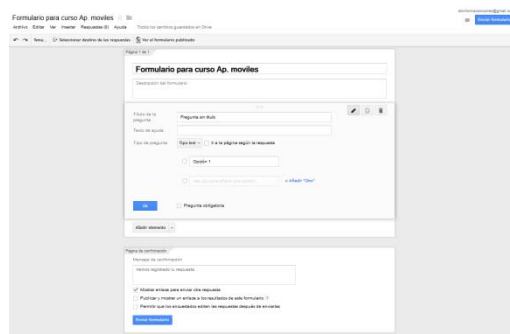 Formulario para curso Ap. moviles
Archivo Editar Ver Insertar Respuestas (0) Ayuda Todos los cambios guardados en Drive
Tema... Seleccionar destino de las respuestas Ver el formulario publicado
Enviar formulario
Página 1 de 1
Formulario para curso Ap. moviles
Descripción del formulario
Título de la pregunta
Pregunta sin título
Texto de ayuda
Tipo de pregunta
Tipo test
Ir a la página según la respuesta
Opción 1
o Añadir "Otro"
Ok
Pregunta obligatoria
Añadir elemento
Página de confirmación
Mensaje de confirmación
Hemos registrado tu respuesta.
Mostrar enlace para enviar otra respuesta
Publicar y mostrar un enlace a los resultados de este formulario
Permitir que los encuestados editen las respuestas después de enviarlas
Enviar formulario